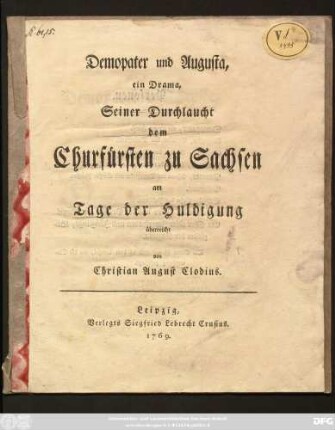 Demopater und Augusta,
ein Drama,
Seiner Durchlaucht
dem
Churfürsten zu Sachsen
am
Tage der Huldigung
überreicht
von
Christian August Clodius.
Leipzig,
Verlegts Siegfried Lebrecht Crusius.
1769.